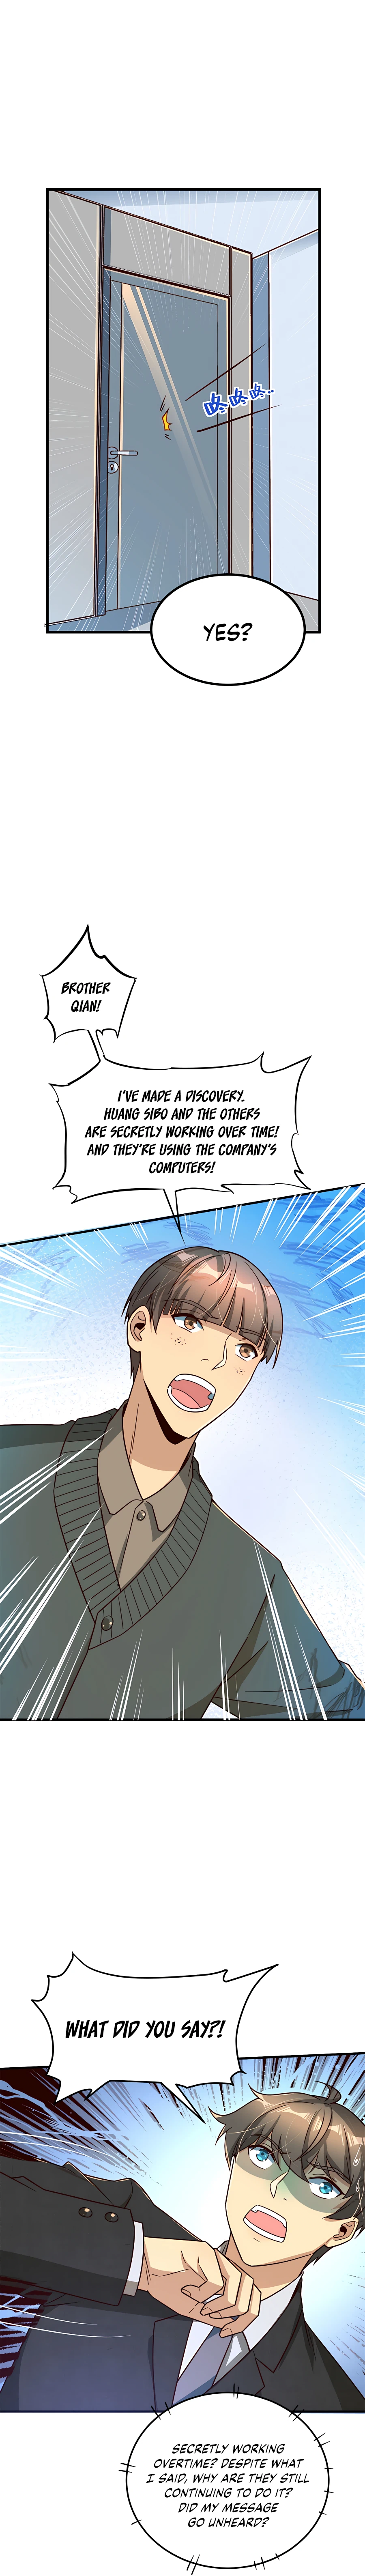 咚咚咚..
YES?
BROTHER
QIAN!
I'VE MADE A DISCOVERY.
HUANG SIBO AND THE OTHERS
ARE SECRETLY WORKING OVER TIME!
AND THEY'RE USING THE COMPANY'S
COMPUTERS!
WHAT DID YOU SAY?!
SECRETLY WORKING
OVERTIME? DESPITE WHAT
I SAID, WHY ARE THEY STILL
CONTINUING TO DO IT?
DID MY MESSAGE
GO UNHEARD?